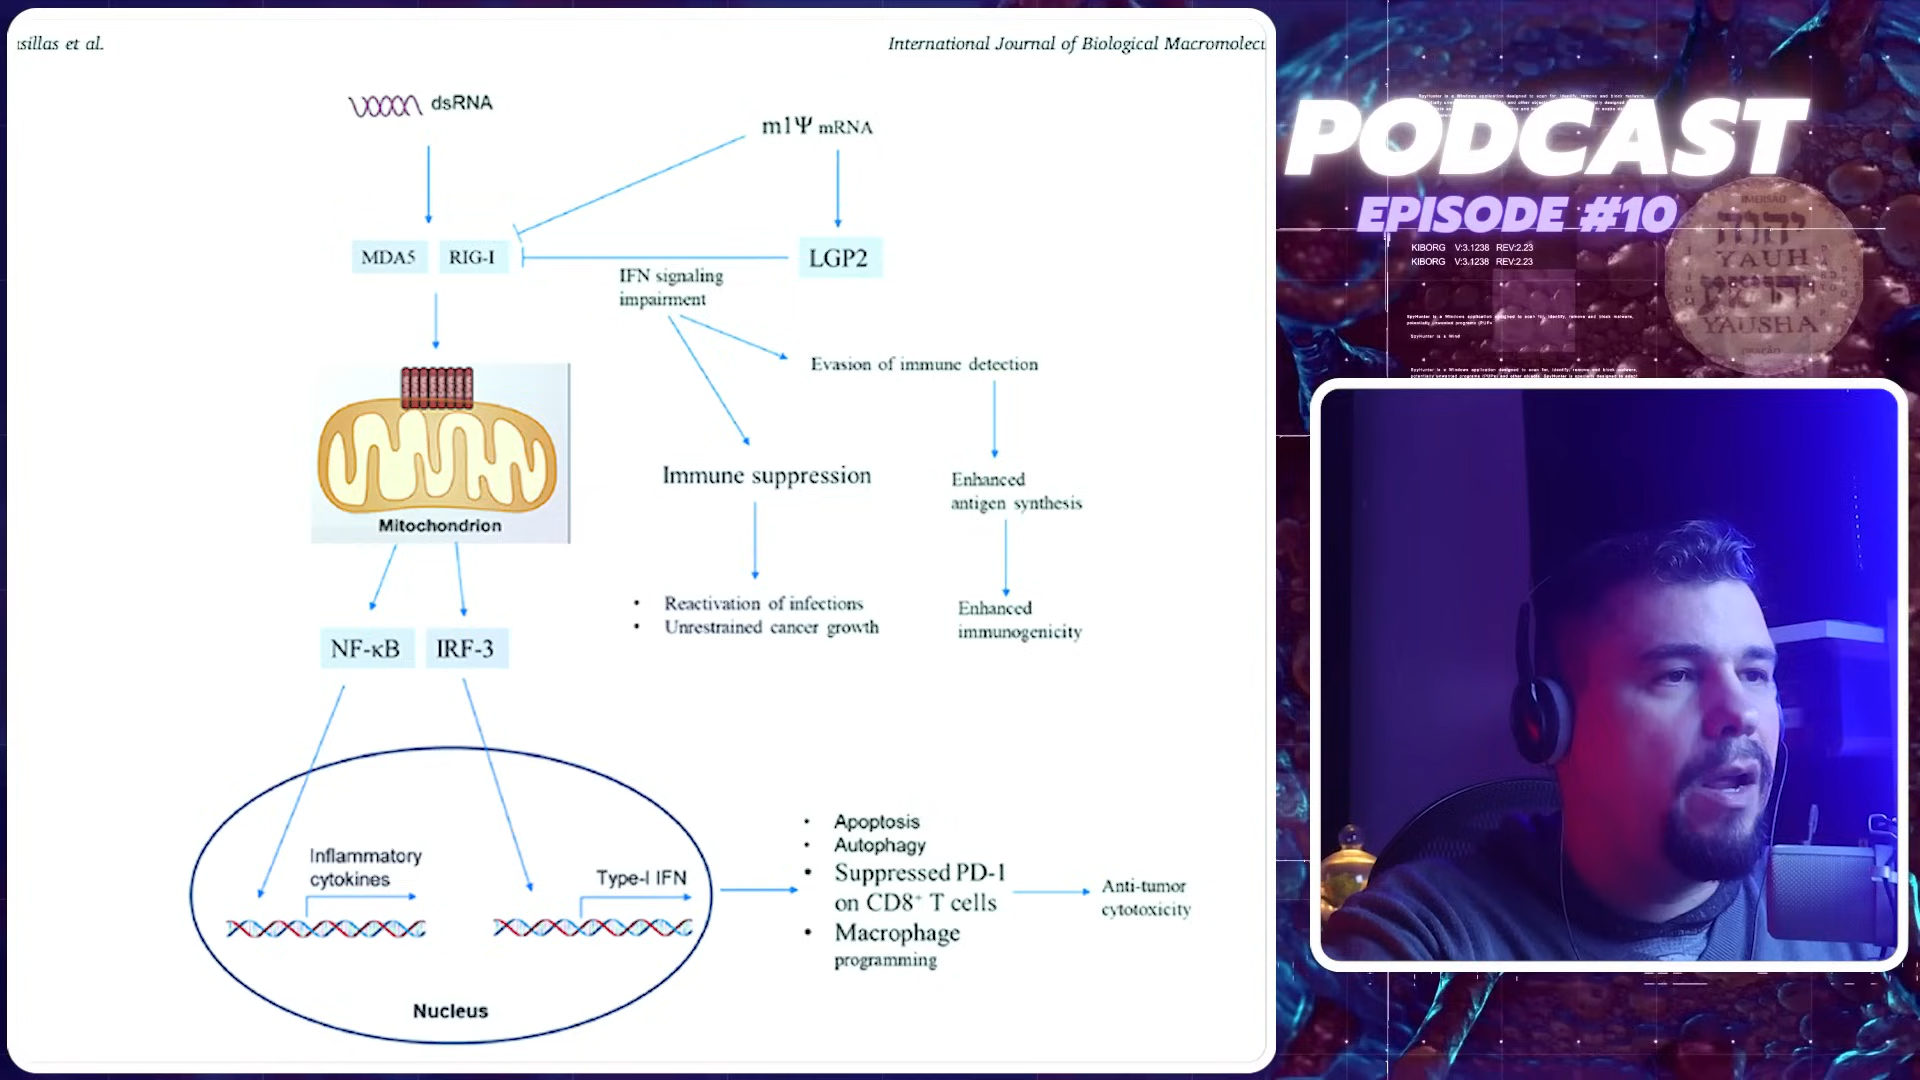 ısillas et al.
International Journal of Biological Macromolecu
dsRNA
m1Ψ mRNA
MDA5
RIG-I
LGP2
IFN signaling
impairment
Evasion of immune detection
Immune suppression
Enhanced
antigen synthesis
Mitochondrion
• Reactivation of infections
• Unrestrained cancer growth
Enhanced
immunogenicity
NF-κB
IRF-3
Inflammatory
cytokines
Type-I IFN
Nucleus
• Apoptosis
• Autophagy
• Suppressed PD-1
on CD8⁺ T cells
• Macrophage
programming
Anti-tumor
cytotoxicity
PODCAST
EPISODE #10
KIBORG V:3.1238 REV:2.23
KIBORG V:3.1238 REV:2.23
יהוה
YAUH
YAUSHA